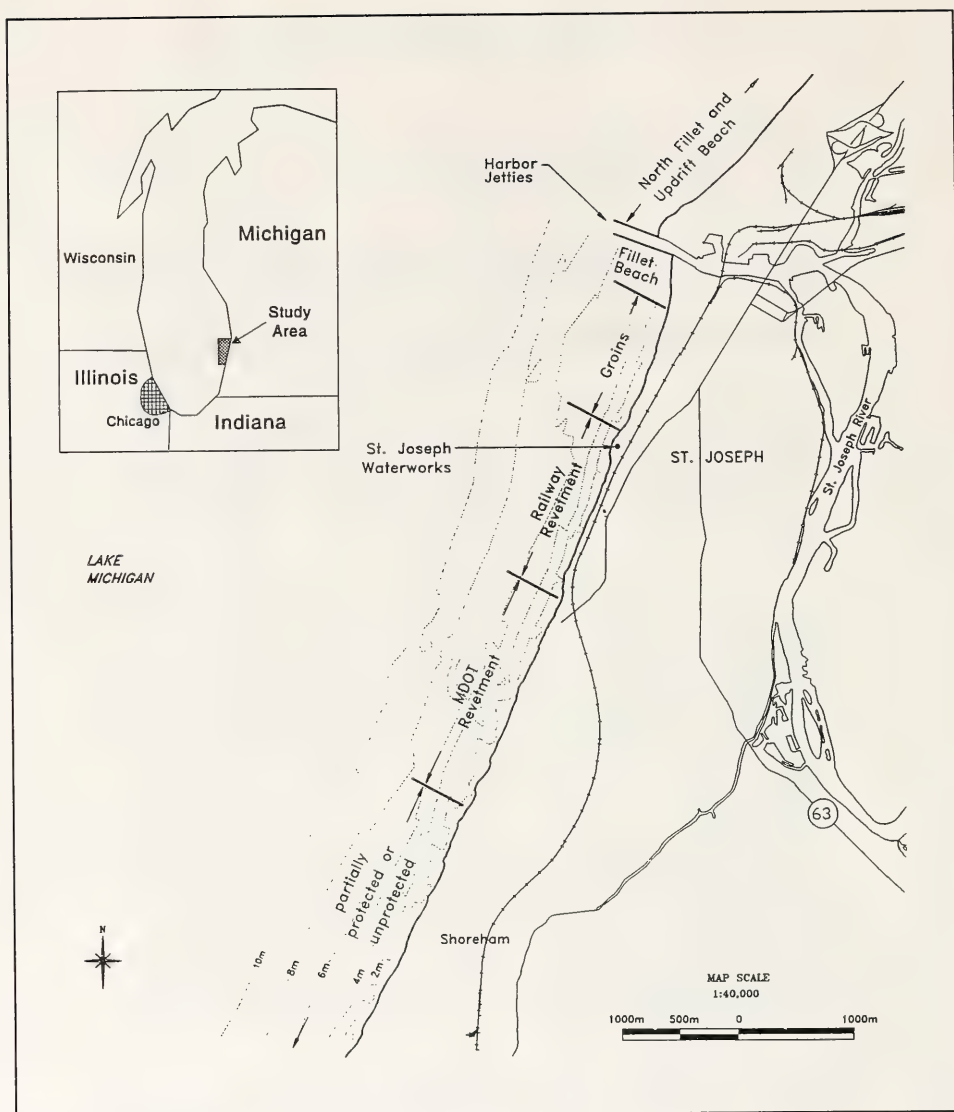 Wisconsin
Michigan
Study
Area
Illinois
Chicago
Indiana
North Fillet and
Updrift Beach
Harbor
Jetties
Fillet
Beach
Groins
St. Joseph
Waterworks
ST. JOSEPH
St. Joseph River
Railway
Revetment
LAKE
MICHIGAN
MDOT
Revetment
63
partially
protected or
unprotected
Shoreham
N
10m
8m
6m
4m
2m
MAP SCALE
1:40,000
1000m 500m 0 1000m